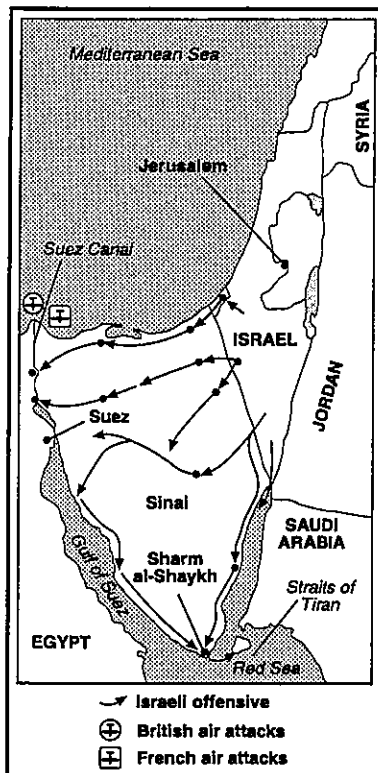 Mediterranean Sea
SYRIA
Jerusalem
Suez Canal
ISRAEL
JORDAN
Suez
Sinai
SAUDI
ARABIA
Gulf of Suez
Sharm
al-Shaykh
Straits of
Tiran
EGYPT
Red Sea
Israeli offensive
British air attacks
French air attacks